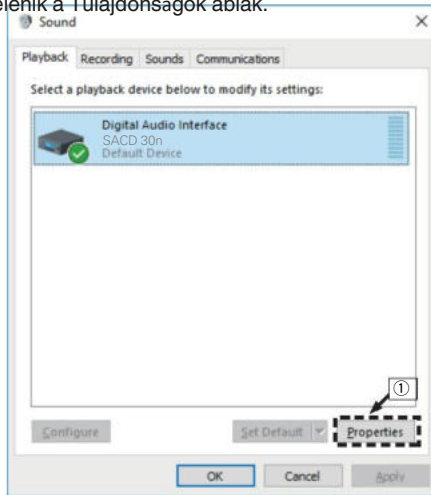 elenik a Tulajdonságok ablak.
Sound
Playback Recording Sounds Communications
Select a playback device below to modify its settings:
Digital Audio Interface
SACD 30n
Default Device
①
Configure Set Default Properties
OK Cancel Apply